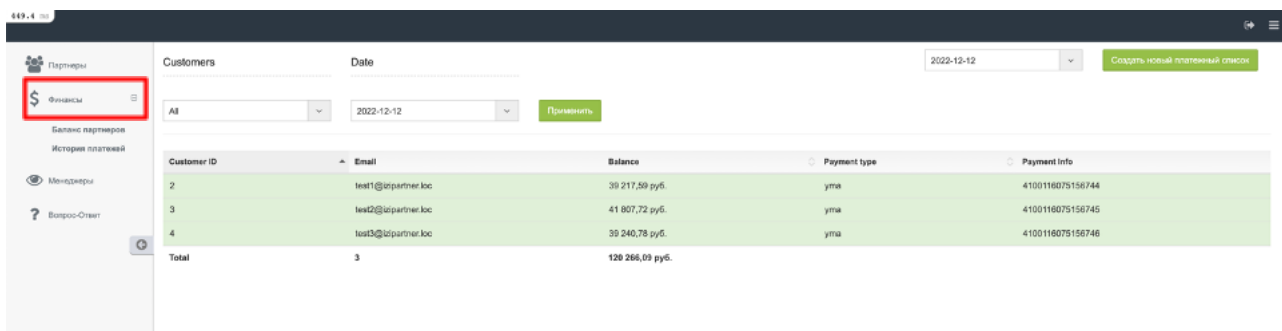 449.4 ms
Партнеры
Финансы
Баланс партнеров
История платежей
Менеджеры
Вопрос-Ответ
Customers Date
2022-12-12 Создать новый платежный список
All 2022-12-12 Применить
Customer ID Email Balance Payment type Payment Info
2 test1@izipartner.loc 39 217,59 руб. yma 4100116075156744
3 test2@izipartner.loc 41 807,72 руб. yma 4100116075156745
4 test3@izipartner.loc 39 240,78 руб. yma 4100116075156746
Total 3 120 266,09 руб.